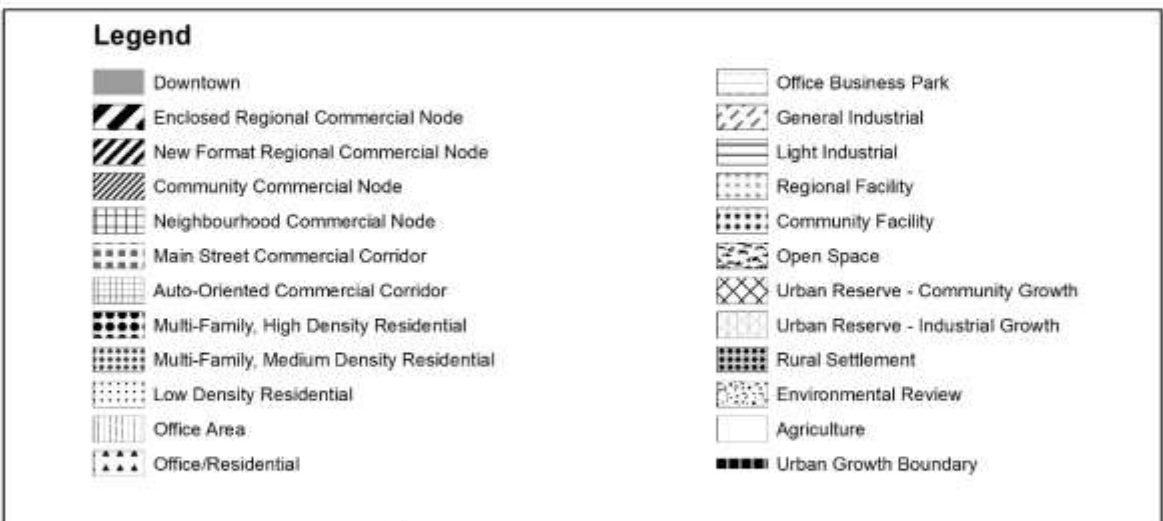 Legend
Downtown
Enclosed Regional Commercial Node
New Format Regional Commercial Node
Community Commercial Node
Neighbourhood Commercial Node
Main Street Commercial Corridor
Auto-Oriented Commercial Corridor
Multi-Family, High Density Residential
Multi-Family, Medium Density Residential
Low Density Residential
Office Area
Office/Residential
Office Business Park
General Industrial
Light Industrial
Regional Facility
Community Facility
Open Space
Urban Reserve - Community Growth
Urban Reserve - Industrial Growth
Rural Settlement
Environmental Review
Agriculture
Urban Growth Boundary